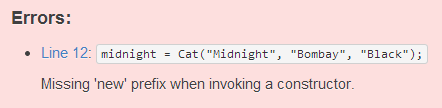 Errors:
Line 12: midnight = Cat("Midnight", "Bombay", "Black");
Missing 'new' prefix when invoking a constructor.